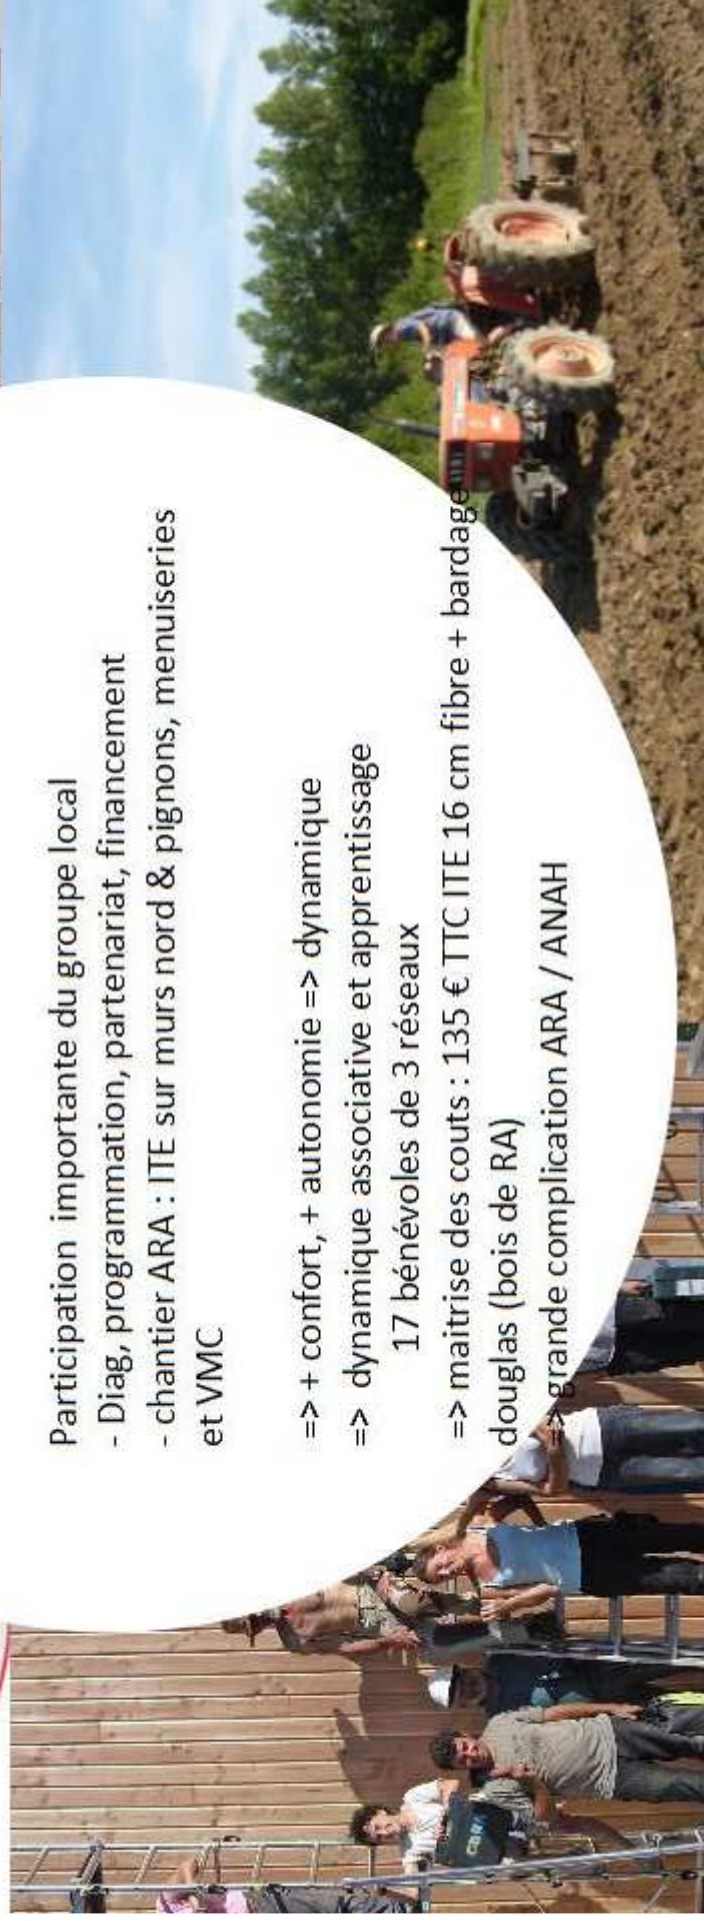 Participation importante du groupe local
- Diag, programmation, partenariat, financement
- chantier ARA : ITE sur murs nord & pignons, menuiseries
et VMC
=> + confort, + autonomie => dynamique
=> dynamique associative et apprentissage
17 bénévoles de 3 réseaux
=> maitrise des couts : 135 € TTC ITE 16 cm fibre + bardage
douglas (bois de RA)
=> grande complication ARA / ANAH